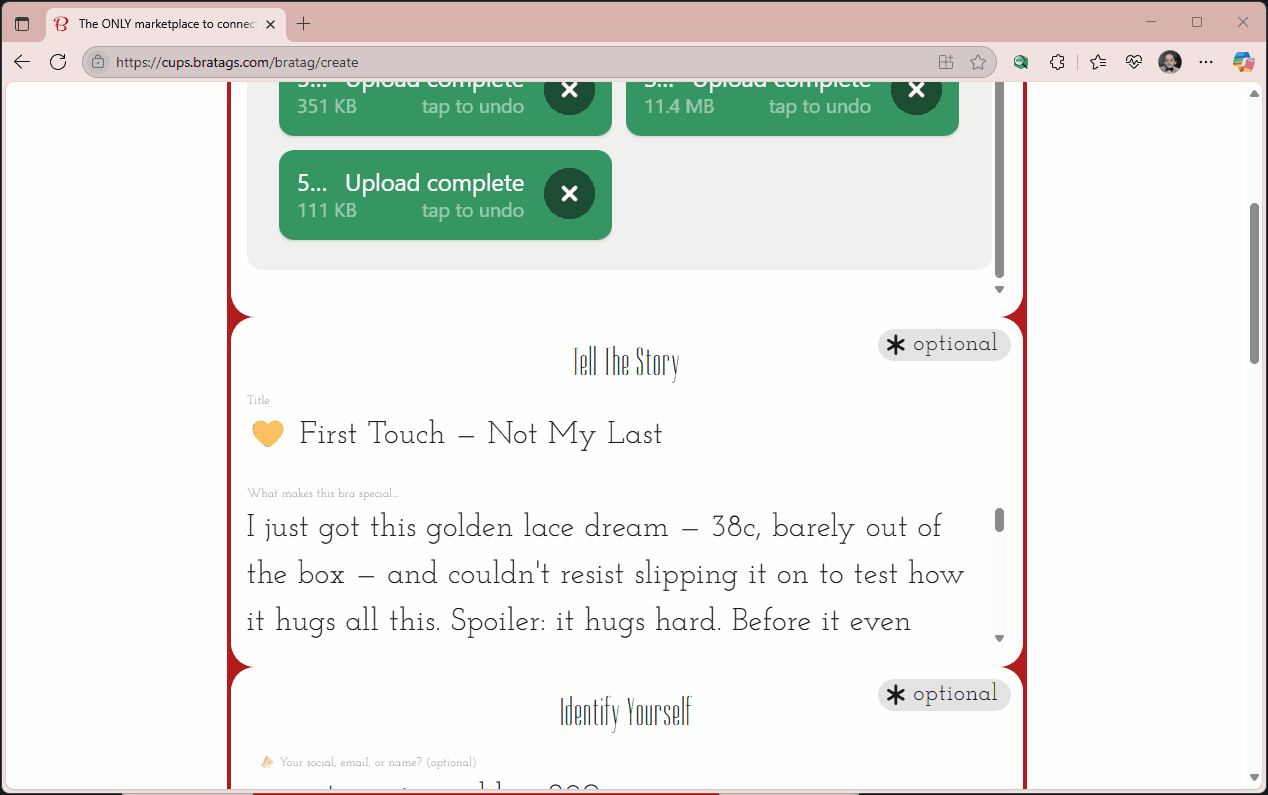 The ONLY marketplace to connec
https://cups.bratags.com/bratag/create
5... Upload complete
351 KB tap to undo
5... Upload complete
11.4 MB tap to undo
5... Upload complete
111 KB tap to undo
optional
Tell The Story
Title
🧡 First Touch – Not My Last
What makes this bra special...
I just got this golden lace dream – 38c, barely out of
the box – and couldn't resist slipping it on to test how
it hugs all this. Spoiler: it hugs hard. Before it even
optional
Identify Yourself
Your social, email, or name? (optional)